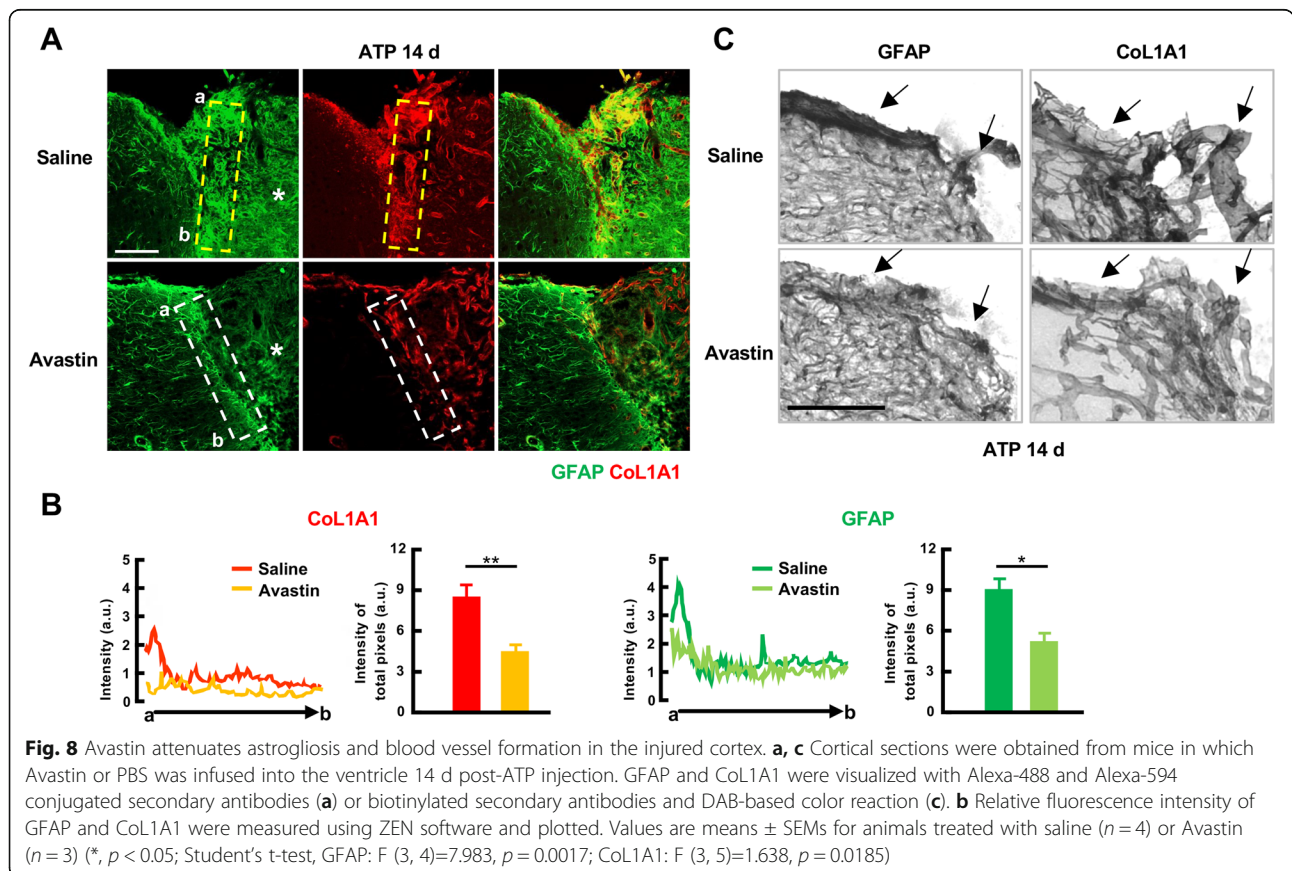 A
ATP 14 d
Saline
a
b
*
Avastin
a
b
*
GFAP CoL1A1
C
GFAP CoL1A1
Saline
Avastin
ATP 14 d
B
CoL1A1
Intensity (a.u.)
5
4
3
2
1
0
Saline
Avastin
a b
Intensity of
total pixels (a.u.)
12
9
6
3
0
**
GFAP
Intensity (a.u.)
5
4
3
2
1
0
Saline
Avastin
a b
Intensity of
total pixels (a.u.)
12
9
6
3
0
*
Fig. 8 Avastin attenuates astrogliosis and blood vessel formation in the injured cortex. a, c Cortical sections were obtained from mice in which
Avastin or PBS was infused into the ventricle 14 d post-ATP injection. GFAP and CoL1A1 were visualized with Alexa-488 and Alexa-594
conjugated secondary antibodies (a) or biotinylated secondary antibodies and DAB-based color reaction (c). b Relative fluorescence intensity of
GFAP and CoL1A1 were measured using ZEN software and plotted. Values are means ± SEMs for animals treated with saline (n = 4) or Avastin
(n = 3) (*, p < 0.05; Student's t-test, GFAP: F (3, 4)=7.983, p = 0.0017; CoL1A1: F (3, 5)=1.638, p = 0.0185)